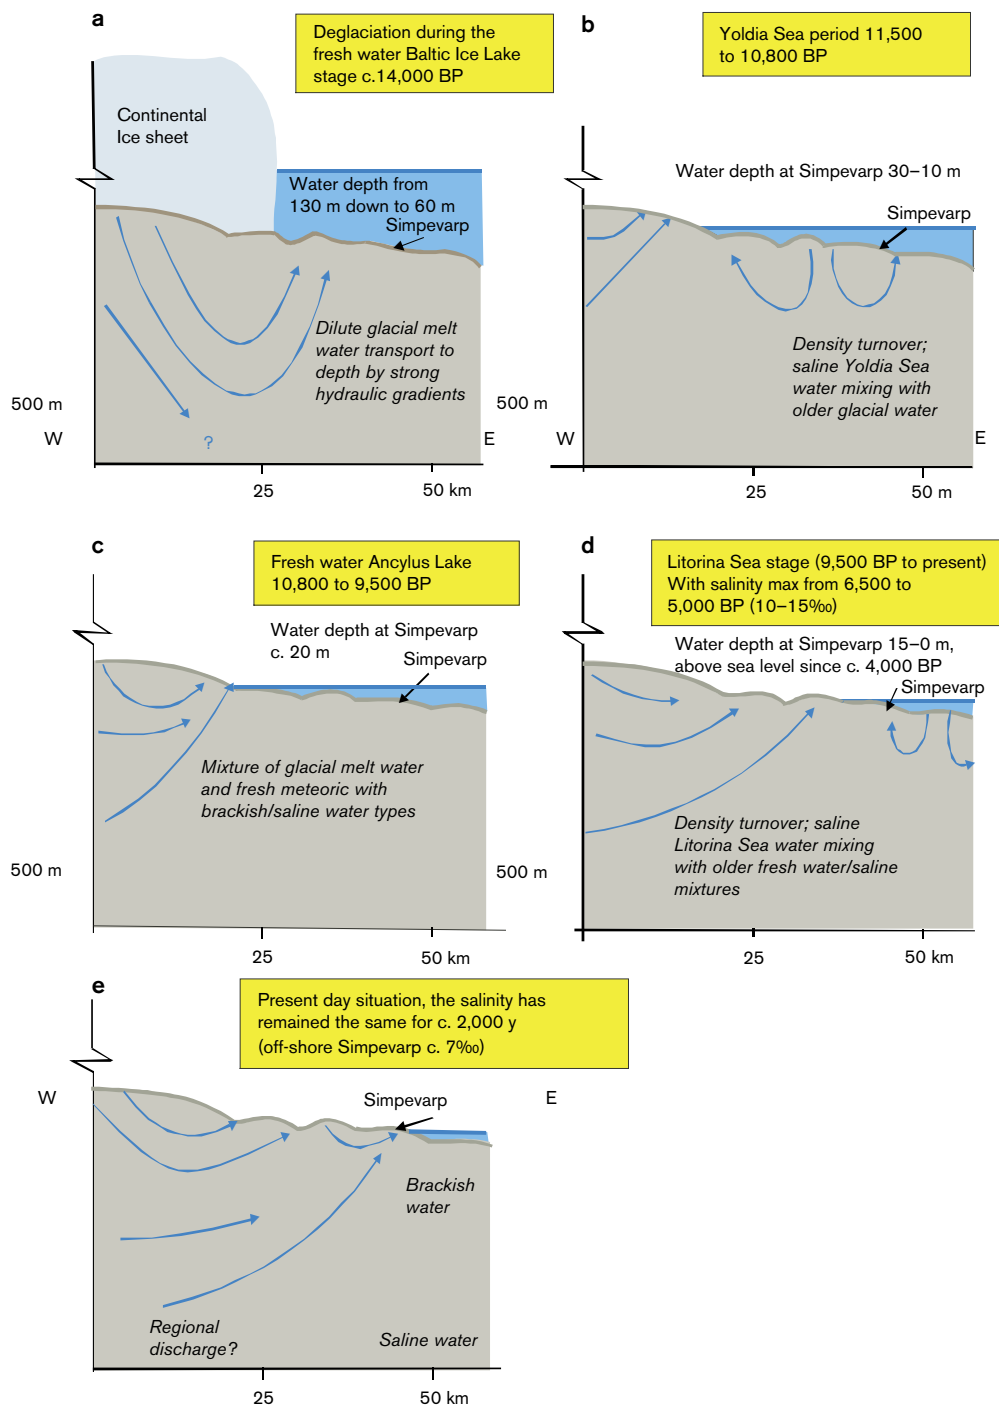 a
Deglaciation during the
fresh water Baltic Ice Lake
stage c.14,000 BP
Continental
Ice sheet
Water depth from
130 m down to 60 m
Simpevarp
Dilute glacial melt
water transport to
depth by strong
hydraulic gradients
500 m
W
?
E
25
50 km
b
Yoldia Sea period 11,500
to 10,800 BP
Water depth at Simpevarp 30–10 m
Simpevarp
Density turnover;
saline Yoldia Sea
water mixing with
older glacial water
500 m
W
E
25
50 m
c
Fresh water Ancylus Lake
10,800 to 9,500 BP
Water depth at Simpevarp
c. 20 m
Simpevarp
Mixture of glacial melt water
and fresh meteoric with
brackish/saline water types
500 m
25
50 km
d
Litorina Sea stage (9,500 BP to present)
With salinity max from 6,500 to
5,000 BP (10–15‰)
Water depth at Simpevarp 15–0 m,
above sea level since c. 4,000 BP
Simpevarp
Density turnover; saline
Litorina Sea water mixing
with older fresh water/saline
mixtures
500 m
25
50 km
e
Present day situation, the salinity has
remained the same for c. 2,000 y
(off-shore Simpevarp c. 7‰)
W
E
Simpevarp
Brackish
water
Regional
discharge?
Saline water
25
50 km